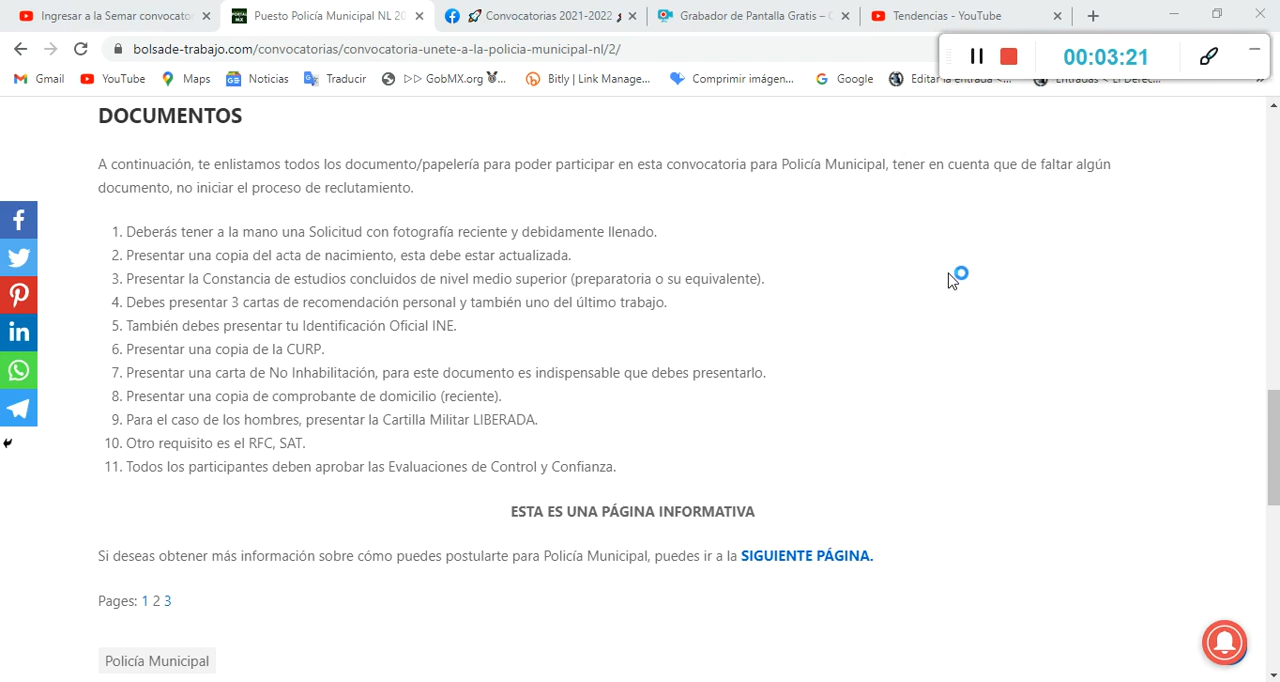 Ingresar a la Semar convocator
Puesto Policía Municipal NL 20
Convocatorias 2021-2022
Grabador de Pantalla Gratis – C
Tendencias - YouTube
bolsade-trabajo.com/convocatorias/convocatoria-unete-a-la-policia-municipal-nl/2/
00:03:21
Gmail YouTube Maps Noticias Traducir ▷▷ GobMX.org Bitly | Link Manage... Comprimir imágen... Google Editar la entrada <... Entradas < El Derec...
DOCUMENTOS
A continuación, te enlistamos todos los documento/papelería para poder participar en esta convocatoria para Policía Municipal, tener en cuenta que de faltar algún
documento, no iniciar el proceso de reclutamiento.
1. Deberás tener a la mano una Solicitud con fotografía reciente y debidamente llenado.
2. Presentar una copia del acta de nacimiento, esta debe estar actualizada.
3. Presentar la Constancia de estudios concluidos de nivel medio superior (preparatoria o su equivalente).
4. Debes presentar 3 cartas de recomendación personal y también uno del último trabajo.
5. También debes presentar tu Identificación Oficial INE.
6. Presentar una copia de la CURP.
7. Presentar una carta de No Inhabilitación, para este documento es indispensable que debes presentarlo.
8. Presentar una copia de comprobante de domicilio (reciente).
9. Para el caso de los hombres, presentar la Cartilla Militar LIBERADA.
10. Otro requisito es el RFC, SAT.
11. Todos los participantes deben aprobar las Evaluaciones de Control y Confianza.
ESTA ES UNA PÁGINA INFORMATIVA
Si deseas obtener más información sobre cómo puedes postularte para Policía Municipal, puedes ir a la SIGUIENTE PÁGINA.
Pages: 1 2 3
Policía Municipal